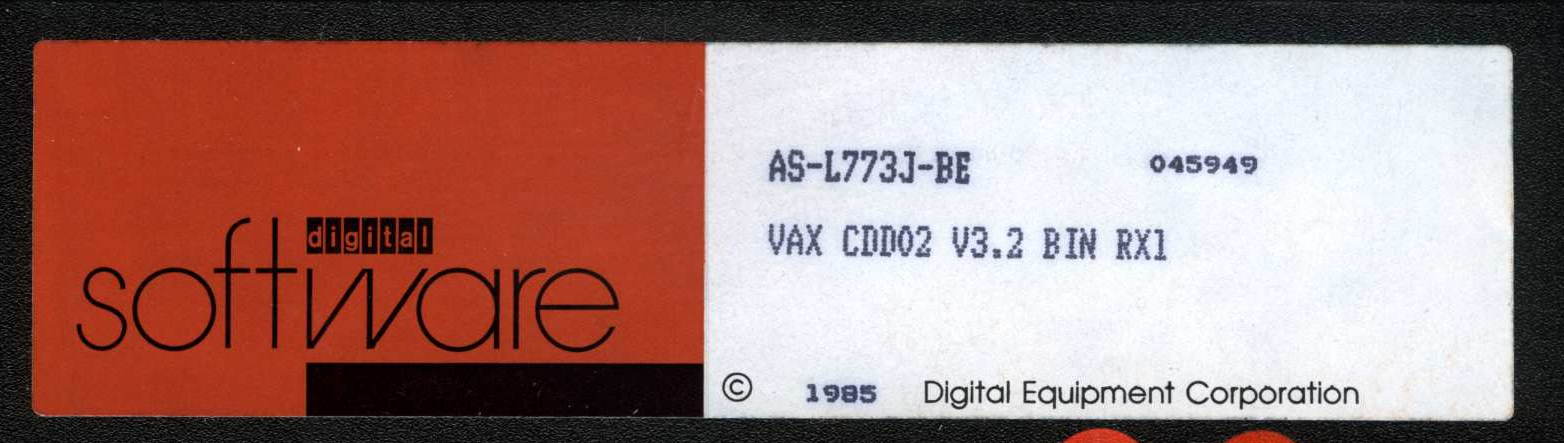 digital
software
AS-L773J-BE 045949
VAX CDD02 V3.2 BIN RX1
© 1985 Digital Equipment Corporation